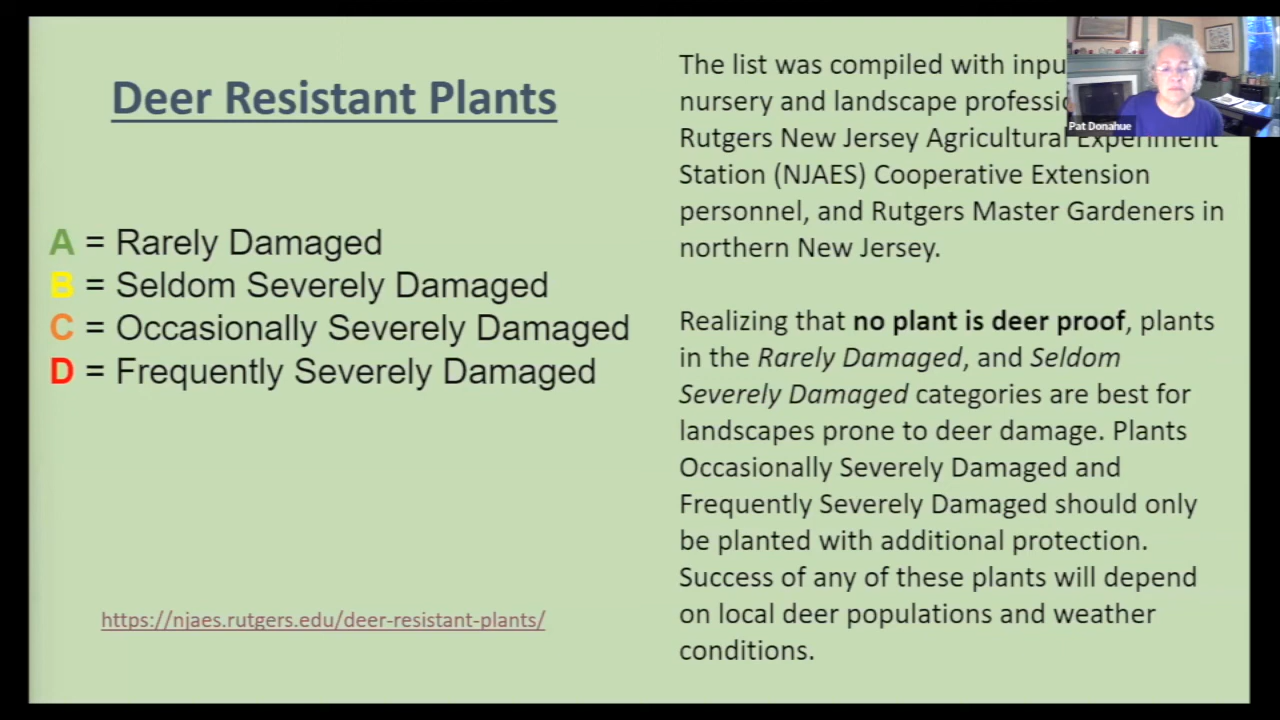 Deer Resistant Plants
A = Rarely Damaged
B = Seldom Severely Damaged
C = Occasionally Severely Damaged
D = Frequently Severely Damaged
https://njaes.rutgers.edu/deer-resistant-plants/
The list was compiled with
nursery and landscape
Rutgers New Jersey Agricultural Experiment
Station (NJAES) Cooperative Extension
personnel, and Rutgers Master Gardeners in
northern New Jersey.
Realizing that no plant is deer proof, plants
in the Rarely Damaged, and Seldom
Severely Damaged categories are best for
landscapes prone to deer damage. Plants
Occasionally Severely Damaged and
Frequently Severely Damaged should only
be planted with additional protection.
Success of any of these plants will depend
on local deer populations and weather
conditions.
Pat Donahue